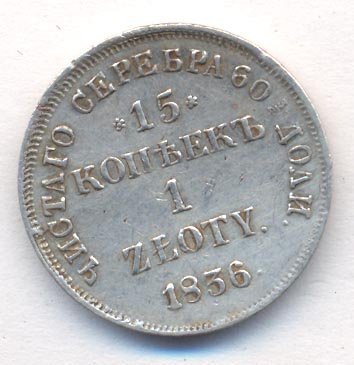 ЧИСТАГО СЕРЕБРА 60 ДОЛИ.
*15*
КОПѢЕКЪ
1
ZŁOTY.
1836.